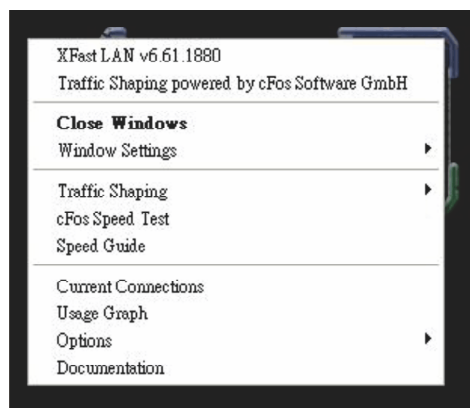 XFast LAN v6.61.1880
Traffic Shaping powered by cFos Software GmbH
Close Windows
Window Settings
Traffic Shaping
cFos Speed Test
Speed Guide
Current Connections
Usage Graph
Options
Documentation